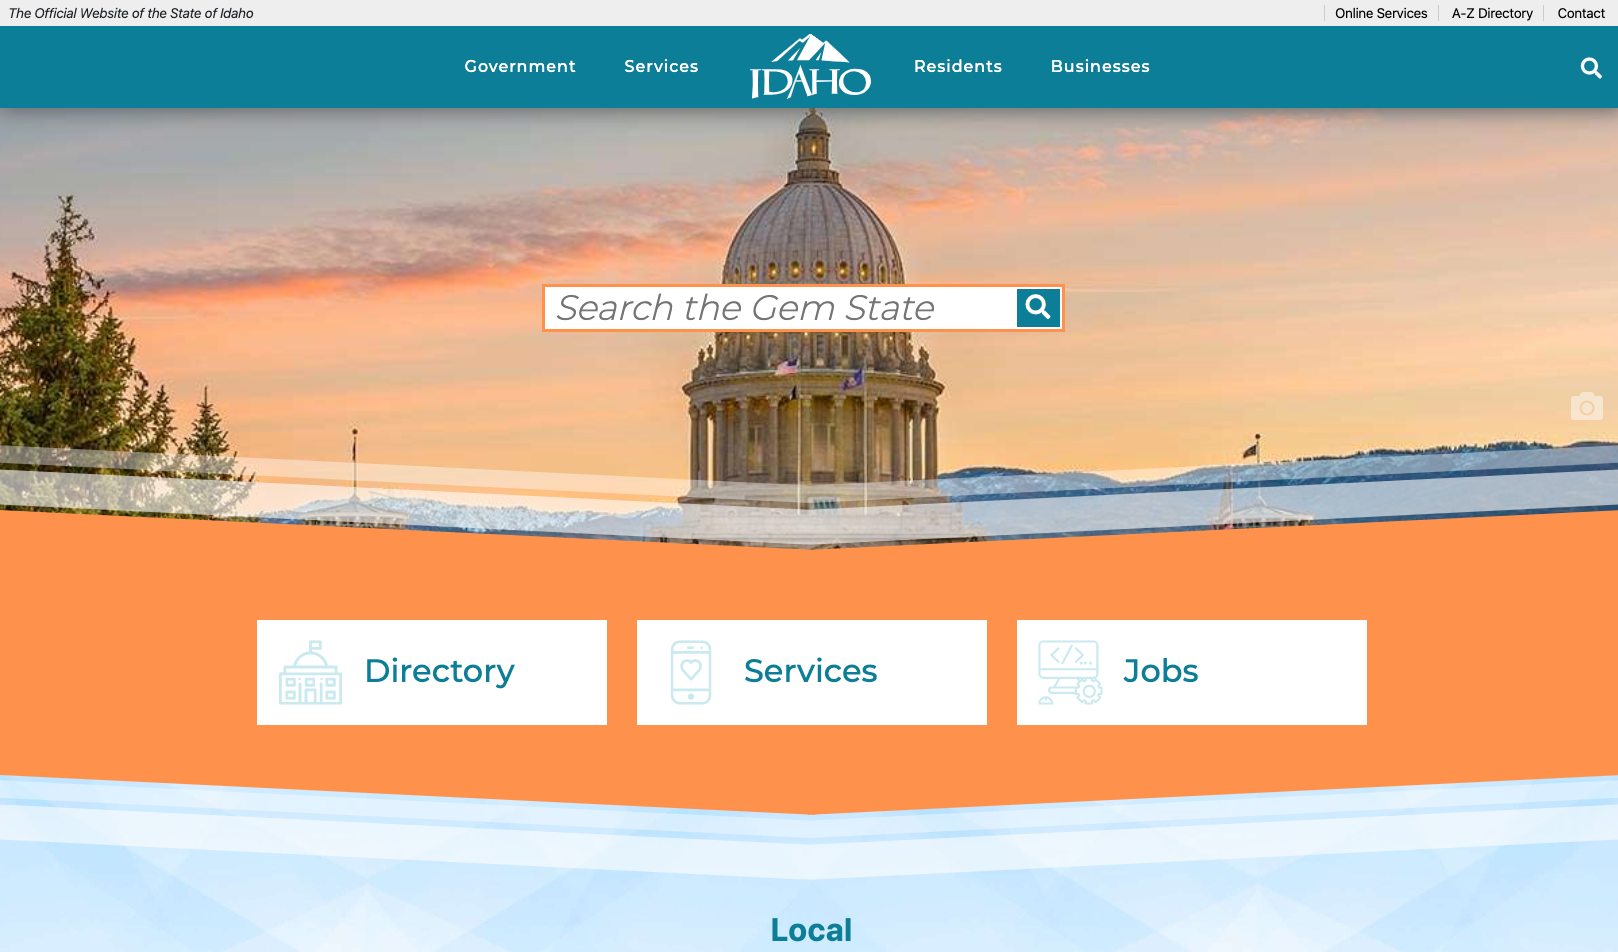 The Official Website of the State of Idaho
Online Services
A-Z Directory
Contact
Government
Services
IDAHO
Residents
Businesses
Search the Gem State
Directory
Services
Jobs
Local